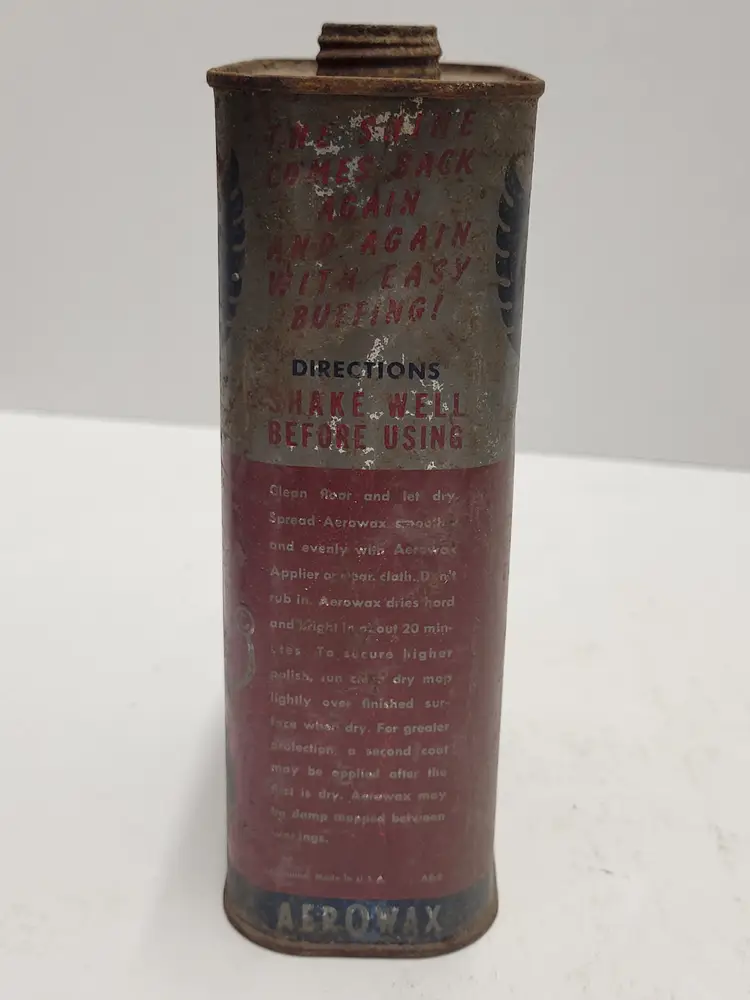 THE SHINE
COMES BACK
AGAIN
AND AGAIN
WITH EASY
BUFFING!
DIRECTIONS
SHAKE WELL
BEFORE USING
Clean floor and let dry.
Spread Aerowax smoothly
and evenly with Aerowax
Applier or clean cloth. Don't
rub in. Aerowax dries hard
and bright in about 20 min-
utes. To secure higher
polish, run clean dry mop
lightly over finished sur-
face when dry. For greater
protection, a second coat
may be applied after the
first is dry. Aerowax may
be damp mopped between
waxings.
Made in U.S.A.
AEROWAX